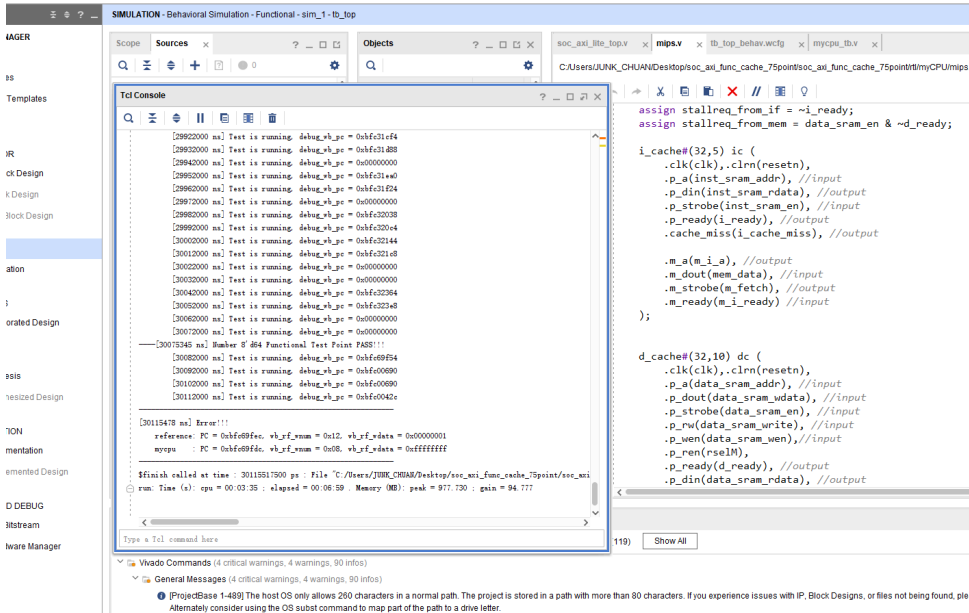 SIMULATION - Behavioral Simulation - Functional - sim_1 - tb_top
NAGER
es
Templates
OR
ck Design
k Design
Block Design
ation
orated Design
esis
hesized Design
TION
mentation
emented Design
D DEBUG
Bitstream
dware Manager
Scope
Sources
Objects
soc_axi_lite_top.v
mips.v
tb_top_behav.wcfg
mycpu_tb.v
0
C:/Users/JUNK_CHUAN/Desktop/soc_axi_func_cache_75point/soc_axi_func_cache_75point/rtl/myCPU/mips
Tcl Console
[29922000 ns] Test is running, debug_wb_pc = 0xbfc31cf4
[29932000 ns] Test is running, debug_wb_pc = 0xbfc31d88
[29942000 ns] Test is running, debug_wb_pc = 0x00000000
[29952000 ns] Test is running, debug_wb_pc = 0xbfc31ea0
[29962000 ns] Test is running, debug_wb_pc = 0xbfc31f24
[29972000 ns] Test is running, debug_wb_pc = 0x00000000
[29982000 ns] Test is running, debug_wb_pc = 0xbfc32038
[29992000 ns] Test is running, debug_wb_pc = 0xbfc320c4
[30002000 ns] Test is running, debug_wb_pc = 0xbfc32144
[30012000 ns] Test is running, debug_wb_pc = 0xbfc321c8
[30022000 ns] Test is running, debug_wb_pc = 0x00000000
[30032000 ns] Test is running, debug_wb_pc = 0x00000000
[30042000 ns] Test is running, debug_wb_pc = 0xbfc32364
[30052000 ns] Test is running, debug_wb_pc = 0xbfc323e8
[30062000 ns] Test is running, debug_wb_pc = 0x00000000
[30072000 ns] Test is running, debug_wb_pc = 0x00000000
----[30075345 ns] Number 8'd64 Functional Test Point PASS!!!
[30082000 ns] Test is running, debug_wb_pc = 0xbfc69f54
[30092000 ns] Test is running, debug_wb_pc = 0xbfc00690
[30102000 ns] Test is running, debug_wb_pc = 0xbfc00690
[30112000 ns] Test is running, debug_wb_pc = 0xbfc0042c
[30115478 ns] Error!!!
reference: PC = 0xbfc69fec, wb_rf_wnum = 0x12, wb_rf_wdata = 0x00000001
mycpu : PC = 0xbfc69fdc, wb_rf_wnum = 0x08, wb_rf_wdata = 0xffffffff
$finish called at time : 30115517500 ps : File "C:/Users/JUNK_CHUAN/Desktop/soc_axi_func_cache_75point/soc_axi
run: Time (s): cpu = 00:03:35 ; elapsed = 00:06:59 . Memory (MB): peak = 977.730 ; gain = 94.777
Type a Tcl command here
assign stallreq_from_if = ~i_ready;
assign stallreq_from_mem = data_sram_en & ~d_ready;
i_cache#(32,5) ic (
.clk(clk),.clrn(resetn),
.p_a(inst_sram_addr), //input
.p_din(inst_sram_rdata), //output
.p_strobe(inst_sram_en), //input
.p_ready(i_ready), //output
.cache_miss(i_cache_miss), //output
.m_a(m_i_a), //output
.m_dout(mem_data), //input
.m_strobe(m_fetch), //output
.m_ready(m_i_ready) //input
);
d_cache#(32,10) dc (
.clk(clk),.clrn(resetn),
.p_a(data_sram_addr), //input
.p_dout(data_sram_wdata), //input
.p_strobe(data_sram_en), //input
.p_rw(data_sram_write), //input
.p_wen(data_sram_wen),//input
.p_ren(rselM),
.p_ready(d_ready), //output
.p_din(data_sram_rdata), //output
119)
Show All
Vivado Commands (4 critical warnings, 4 warnings, 90 infos)
General Messages (4 critical warnings, 4 warnings, 90 infos)
[ProjectBase 1-489] The host OS only allows 260 characters in a normal path. The project is stored in a path with more than 80 characters. If you experience issues with IP, Block Designs, or files not being found, ple
Alternately consider using the OS subst command to map part of the path to a drive letter.